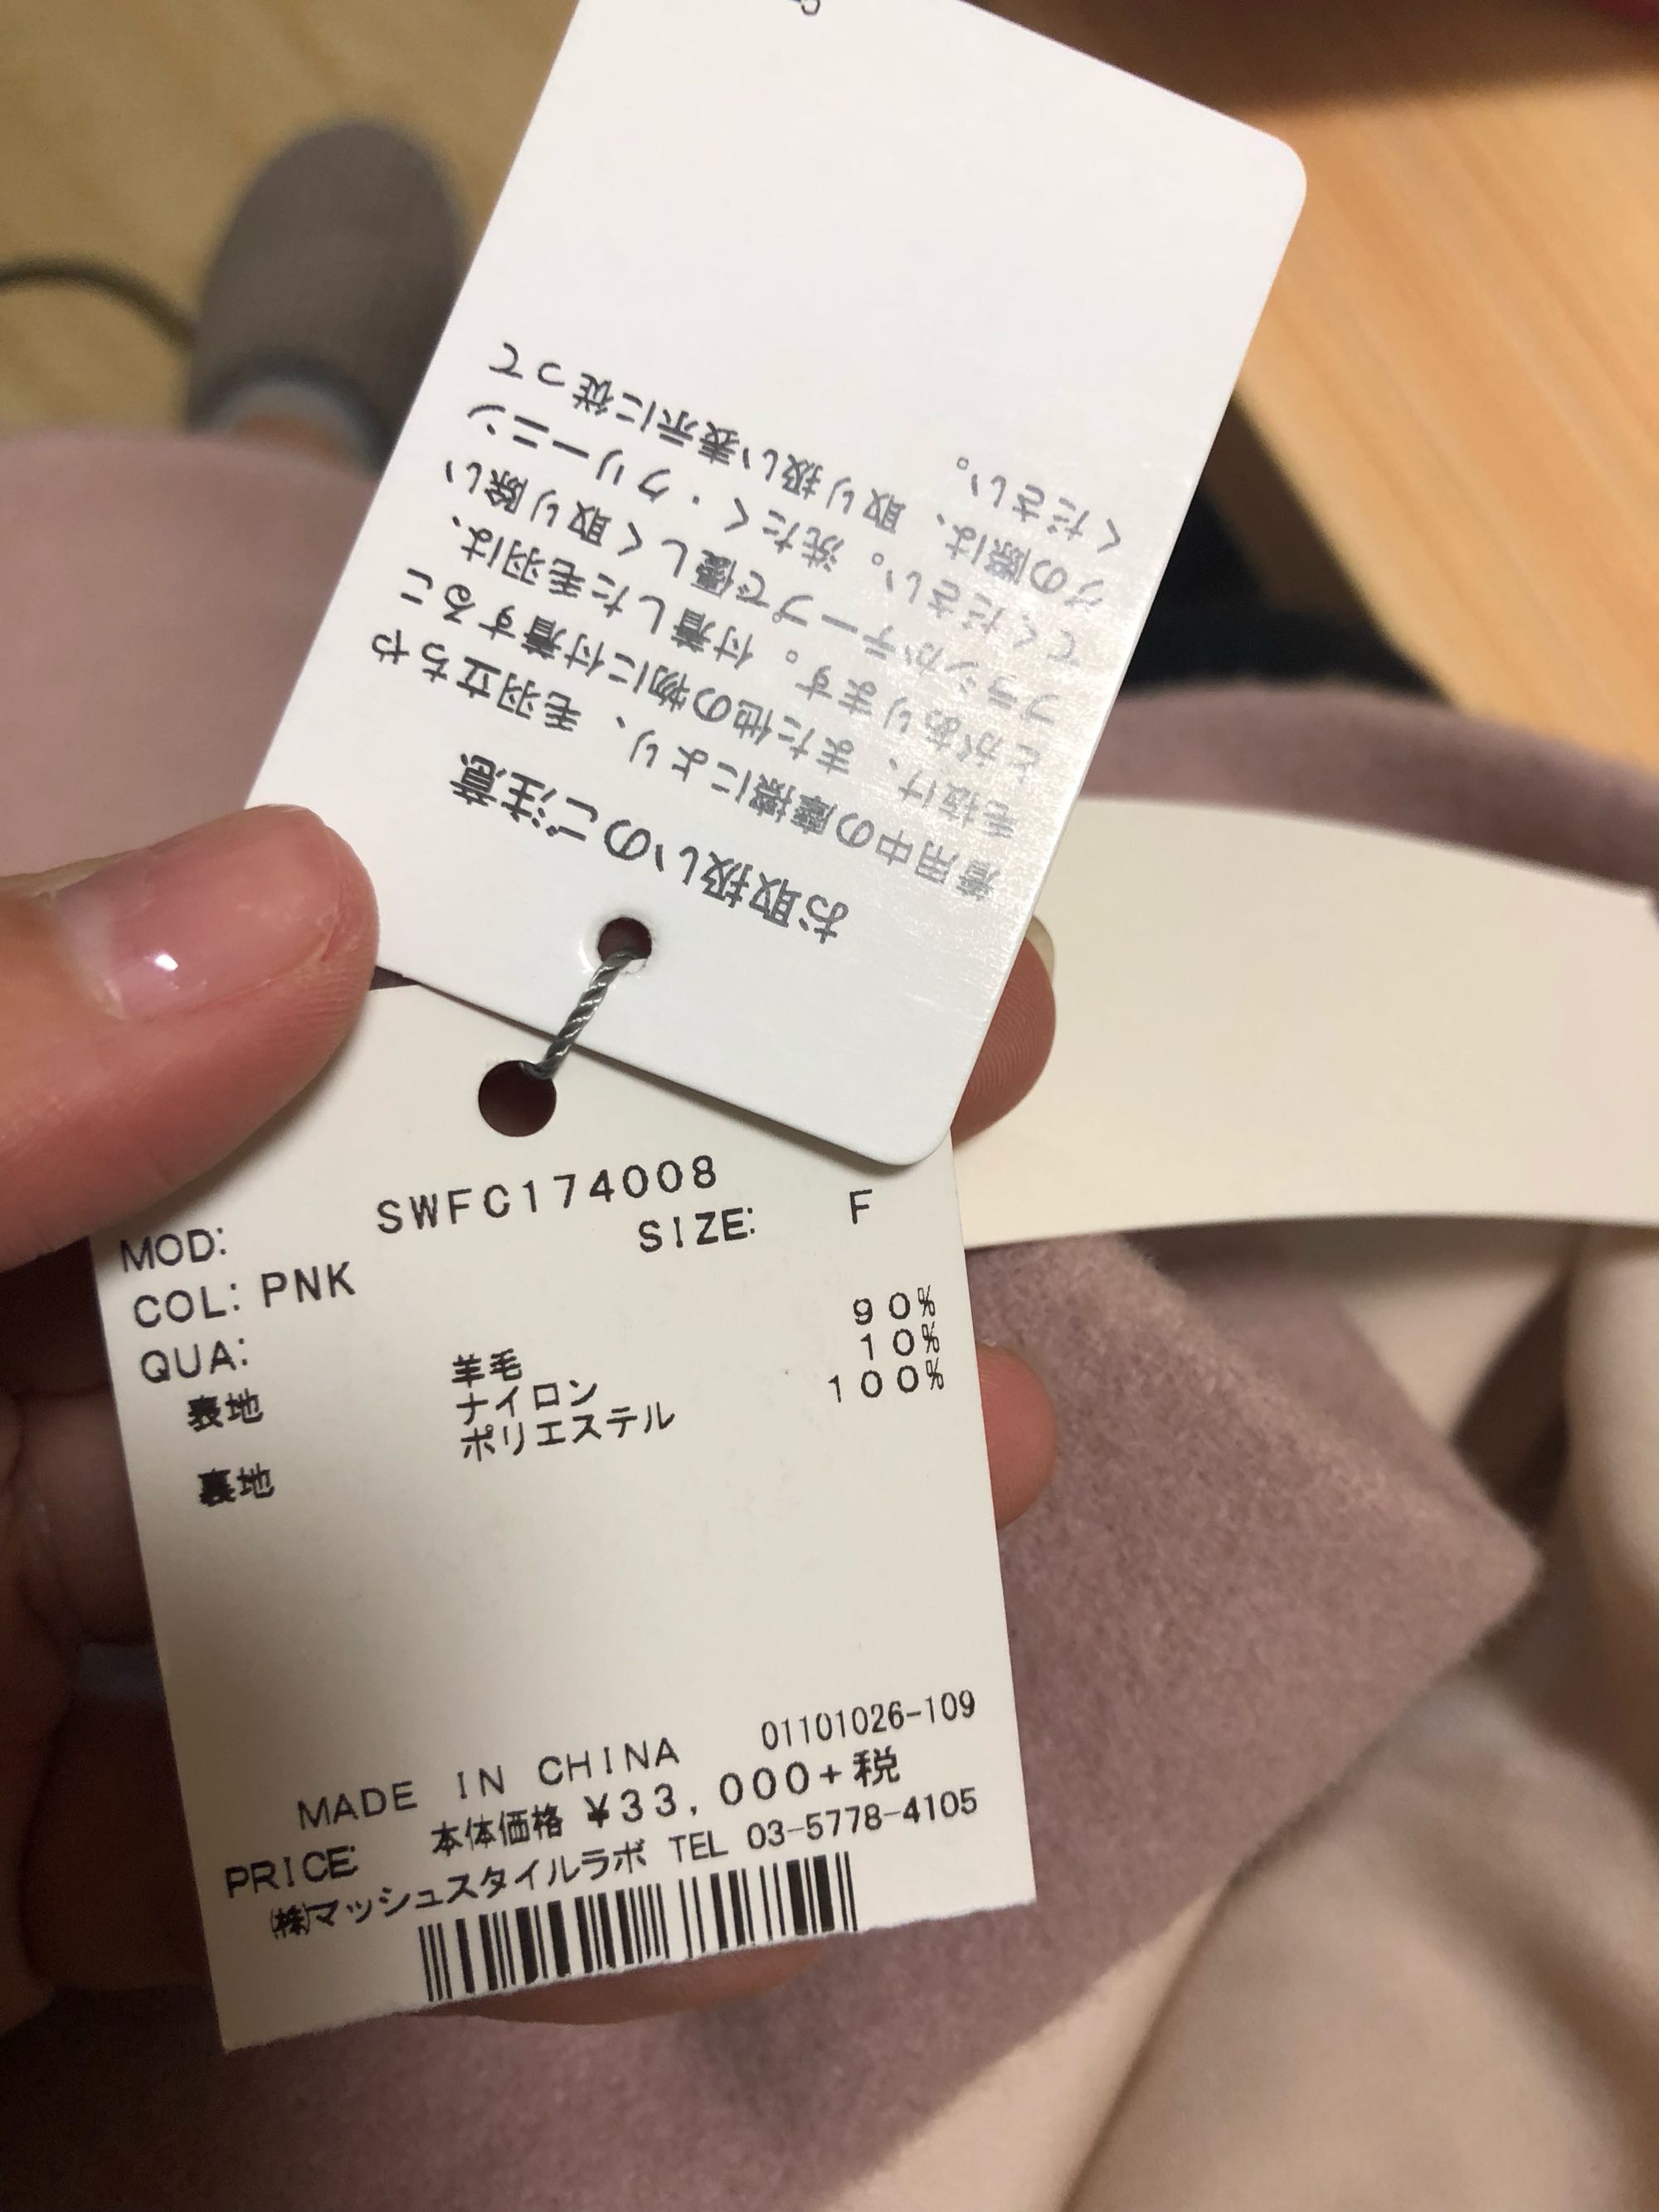 お取扱いのご注意
着用中の摩擦により、毛羽立ちや
毛抜け、また他の物に付着するこ
とがあります。付着した毛羽は、
ブラシかテープで優しく取り除い
てください。洗たく・クリーニン
グの際は、取り扱い表示に従って
ください。
MOD: SWFC174008
COL: PNK SIZE: F
QUA:
表地 羊毛 90%
ナイロン 10%
裏地 ポリエステル 100%
MADE IN CHINA 01101026-109
PRICE: 本体価格 ¥33,000+税
㈱マッシュスタイルラボ TEL 03-5778-4105